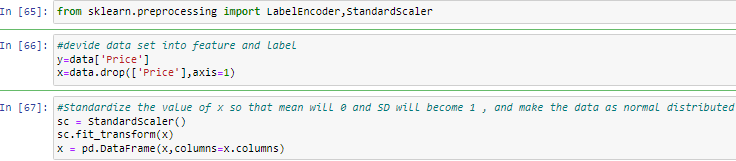 In [65]: from sklearn.preprocessing import LabelEncoder,StandardScaler
In [66]: #devide data set into feature and label
y=data['Price']
x=data.drop(['Price'],axis=1)
In [67]: #Standardize the value of x so that mean will 0 and SD will become 1 , and make the data as normal distributed
sc = StandardScaler()
sc.fit_transform(x)
x = pd.DataFrame(x,columns=x.columns)